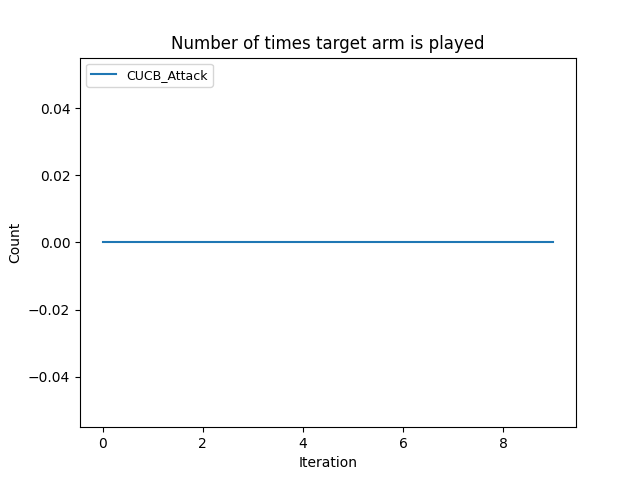 Number of times target arm is played
CUCB_Attack
0.04
0.02
0.00
−0.02
−0.04
Count
0 2 4 6 8
Iteration